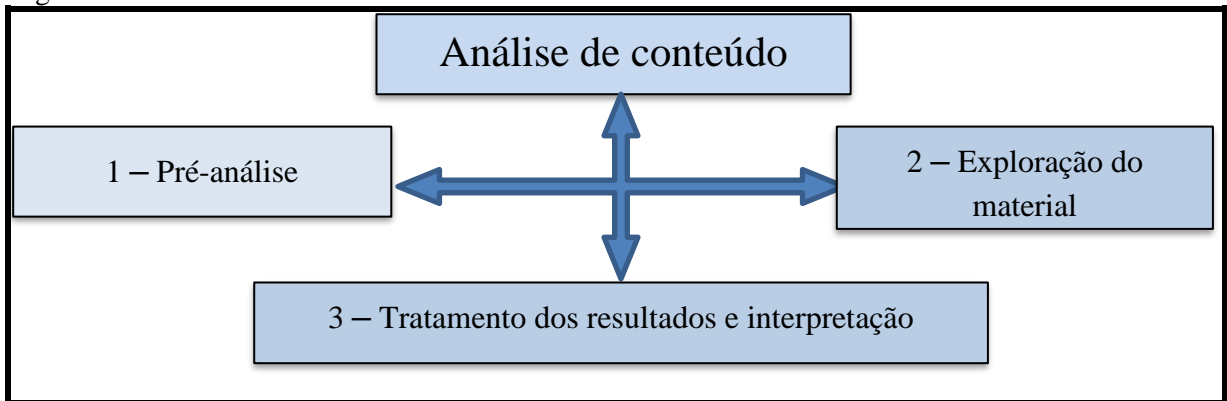 Análise de conteúdo
1 – Pré-análise
2 – Exploração do
material
3 – Tratamento dos resultados e interpretação